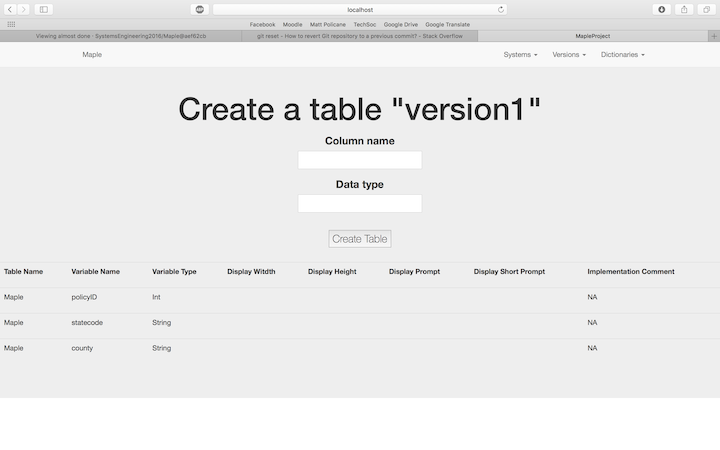 localhost
ABP
Facebook Moodle Matt Policane TechSoc Google Drive Google Translate
Viewing almost done · SystemsEngineering2016/Maple@aef62cb git reset - How to revert Git repository to a previous commit? - Stack Overflow MapleProject
Maple Systems Versions Dictionaries
Create a table "version1"
Column name
Data type
Create Table
Table Name Variable Name Variable Type Display Witdth Display Height Display Prompt Display Short Prompt Implementation Comment
Maple policyID Int NA
Maple statecode String NA
Maple county String NA